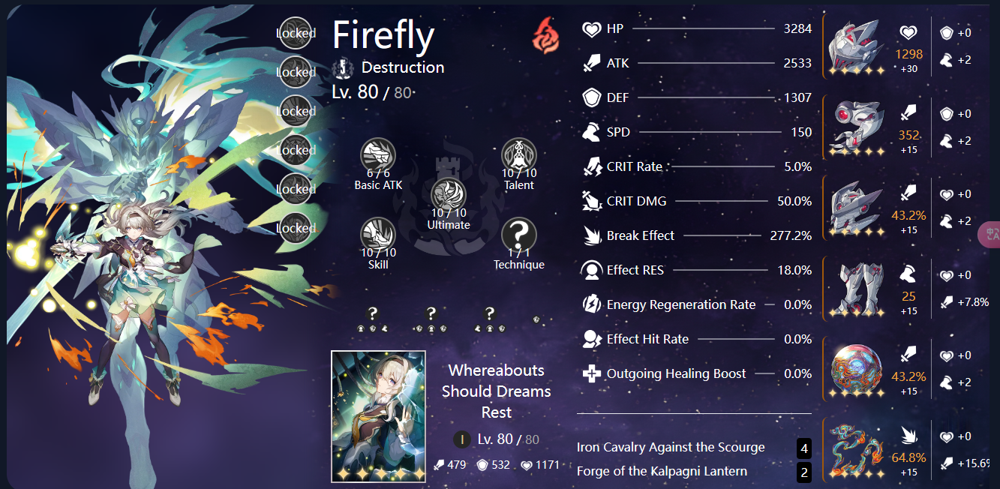 Locked
Locked
Locked
Locked
Locked
Locked
Firefly
Destruction
Lv. 80 / 80
6 / 6
Basic ATK
10 / 10
Talent
10 / 10
Ultimate
10 / 10
Skill
?
1 / 1
Technique
? ? ?
Whereabouts
Should Dreams
Rest
I Lv. 80 / 80
479 532 1171
HP 3284
ATK 2533
DEF 1307
SPD 150
CRIT Rate 5.0%
CRIT DMG 50.0%
Break Effect 277.2%
Effect RES 18.0%
Energy Regeneration Rate 0.0%
Effect Hit Rate 0.0%
Outgoing Healing Boost 0.0%
Iron Cavalry Against the Scourge 4
Forge of the Kalpagni Lantern 2
1298
+30
+0
+2
352
+15
+0
+2
43.2%
+15
+0
+2
25
+15
+0
+7.8%
43.2%
+15
+0
+2
64.8%
+15
+0
+15.6%
中
A